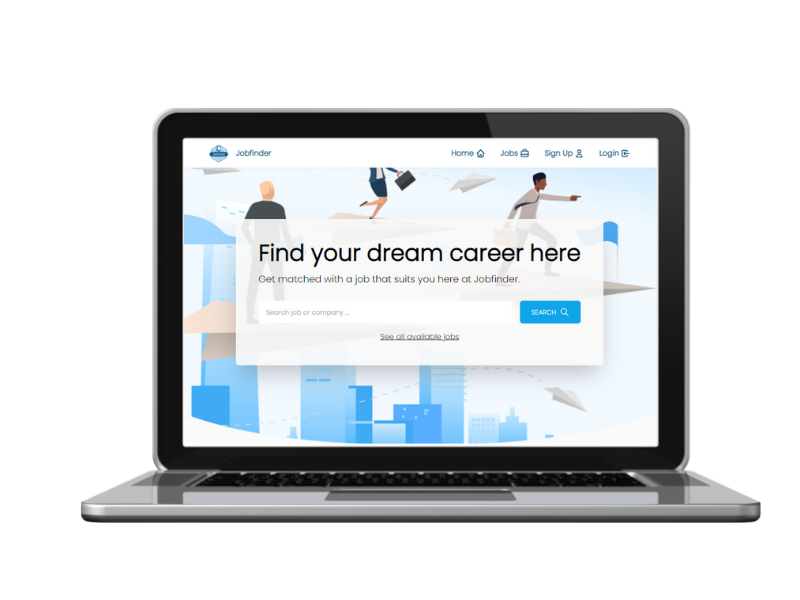 Jobfinder
Home Jobs Sign Up Login
Find your dream career here
Get matched with a job that suits you here at Jobfinder.
Search job or company ...
SEARCH
See all available jobs